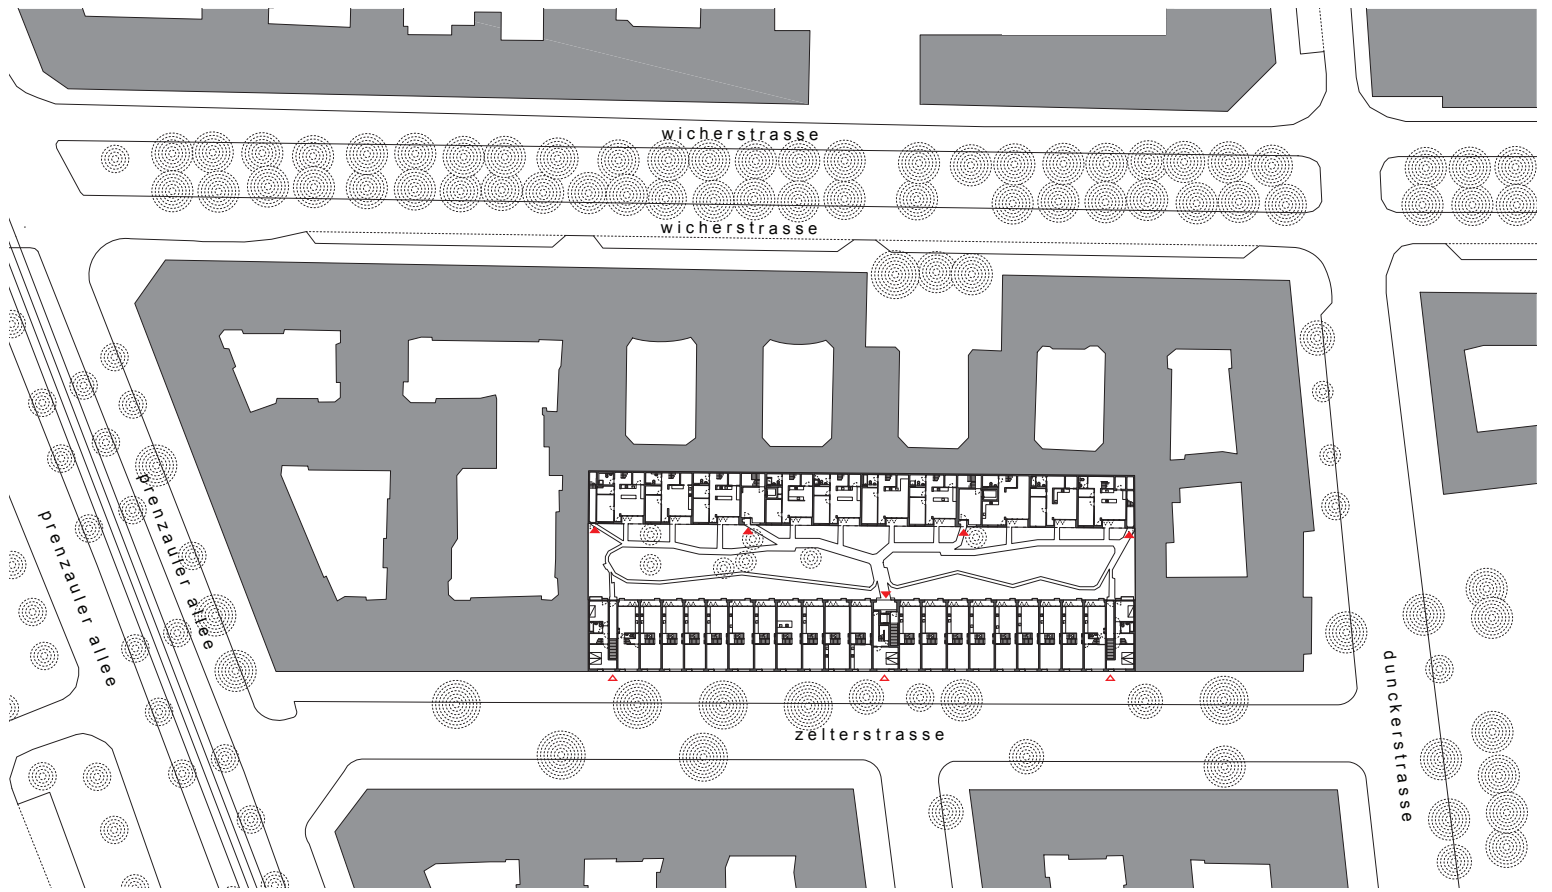 wicherstrasse
wicherstrasse
prenzauler allee
prenzauler allee
zelterstrasse
dunckerstrasse